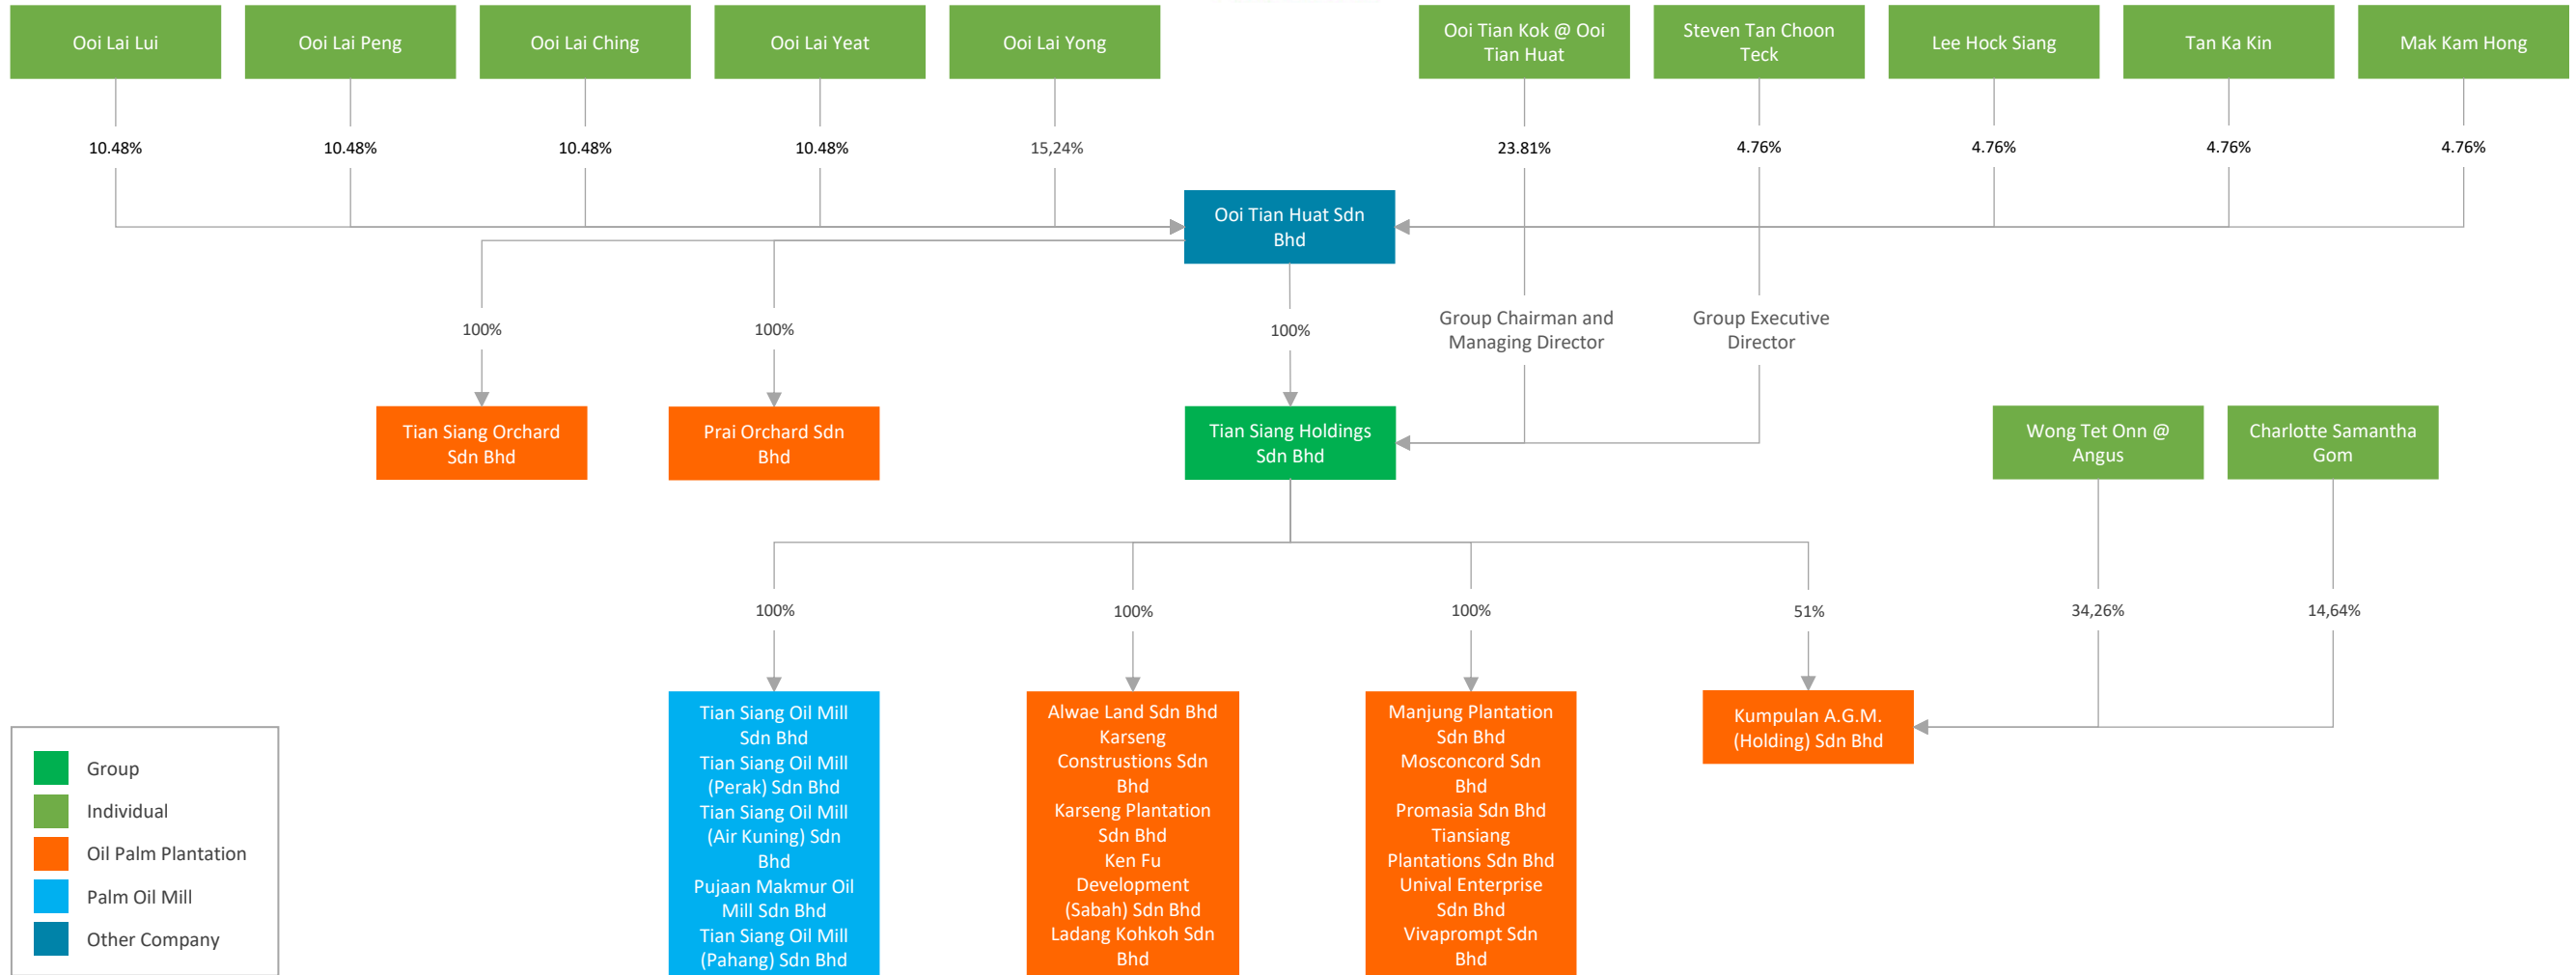 Ooi Lai Lui
Ooi Lai Peng
Ooi Lai Ching
Ooi Lai Yeat
Ooi Lai Yong
Ooi Tian Kok @ Ooi
Tian Huat
Steven Tan Choon
Teck
Lee Hock Siang
Tan Ka Kin
Mak Kam Hong
10.48%
10.48%
10.48%
10.48%
15,24%
23.81%
4.76%
4.76%
4.76%
4.76%
Ooi Tian Huat Sdn
Bhd
100%
100%
100%
Group Chairman and
Managing Director
Group Executive
Director
Tian Siang Orchard
Sdn Bhd
Prai Orchard Sdn
Bhd
Tian Siang Holdings
Sdn Bhd
Wong Tet Onn @
Angus
Charlotte Samantha
Gom
100%
100%
100%
51%
34,26%
14,64%
Tian Siang Oil Mill
Sdn Bhd
Tian Siang Oil Mill
(Perak) Sdn Bhd
Tian Siang Oil Mill
(Air Kuning) Sdn
Bhd
Pujaan Makmur Oil
Mill Sdn Bhd
Tian Siang Oil Mill
(Pahang) Sdn Bhd
Alwae Land Sdn Bhd
Karseng
Construstions Sdn
Bhd
Karseng Plantation
Sdn Bhd
Ken Fu
Development
(Sabah) Sdn Bhd
Ladang Kohkoh Sdn
Bhd
Manjung Plantation
Sdn Bhd
Mosconcord Sdn
Bhd
Promasia Sdn Bhd
Tiansiang
Plantations Sdn Bhd
Unival Enterprise
Sdn Bhd
Vivaprompt Sdn
Bhd
Kumpulan A.G.M.
(Holding) Sdn Bhd
Group
Individual
Oil Palm Plantation
Palm Oil Mill
Other Company